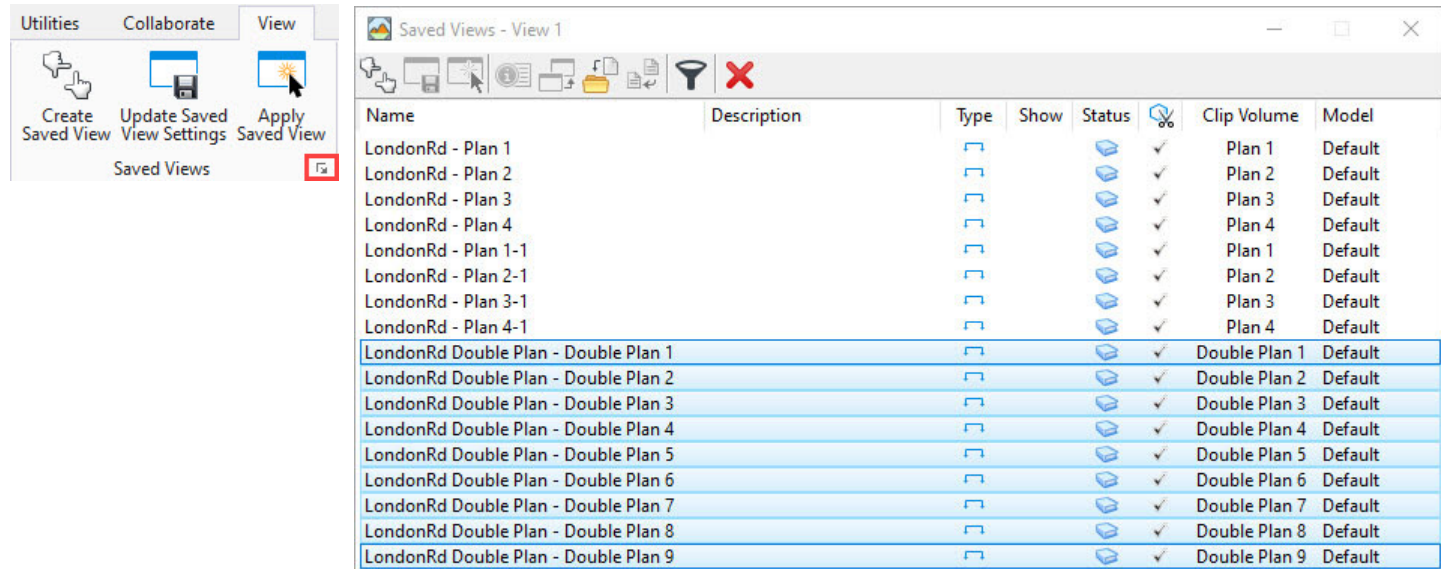 Utilities Collaborate View
Create Saved View
Update Saved View Settings
Apply Saved View
Saved Views
Saved Views - View 1
Name Description Type Show Status Clip Volume Model
LondonRd - Plan 1 Plan 1 Default
LondonRd - Plan 2 Plan 2 Default
LondonRd - Plan 3 Plan 3 Default
LondonRd - Plan 4 Plan 4 Default
LondonRd - Plan 1-1 Plan 1 Default
LondonRd - Plan 2-1 Plan 2 Default
LondonRd - Plan 3-1 Plan 3 Default
LondonRd - Plan 4-1 Plan 4 Default
LondonRd Double Plan - Double Plan 1 Double Plan 1 Default
LondonRd Double Plan - Double Plan 2 Double Plan 2 Default
LondonRd Double Plan - Double Plan 3 Double Plan 3 Default
LondonRd Double Plan - Double Plan 4 Double Plan 4 Default
LondonRd Double Plan - Double Plan 5 Double Plan 5 Default
LondonRd Double Plan - Double Plan 6 Double Plan 6 Default
LondonRd Double Plan - Double Plan 7 Double Plan 7 Default
LondonRd Double Plan - Double Plan 8 Double Plan 8 Default
LondonRd Double Plan - Double Plan 9 Double Plan 9 Default